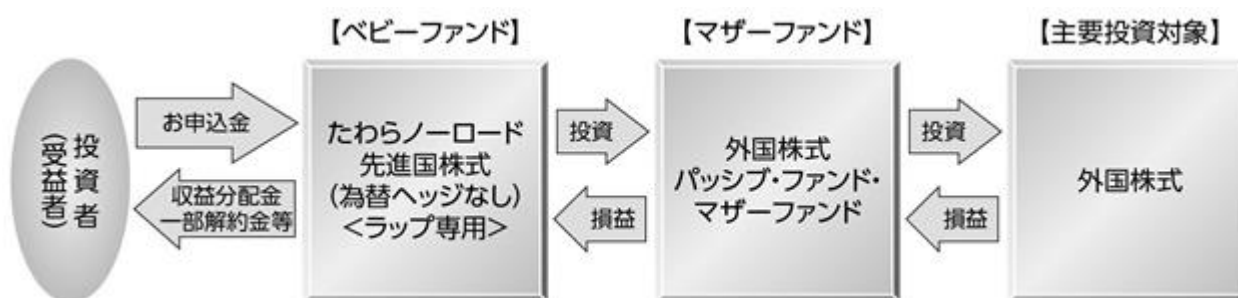 【ベビーファンド】
【マザーファンド】
【主要投資対象】
投資者
(受益者)
お申込金
収益分配金
一部解約金等
たわらノーロード
先進国株式
(為替ヘッジなし)
<ラップ専用>
投資
損益
外国株式
パッシブ・ファンド・
マザーファンド
投資
損益
外国株式